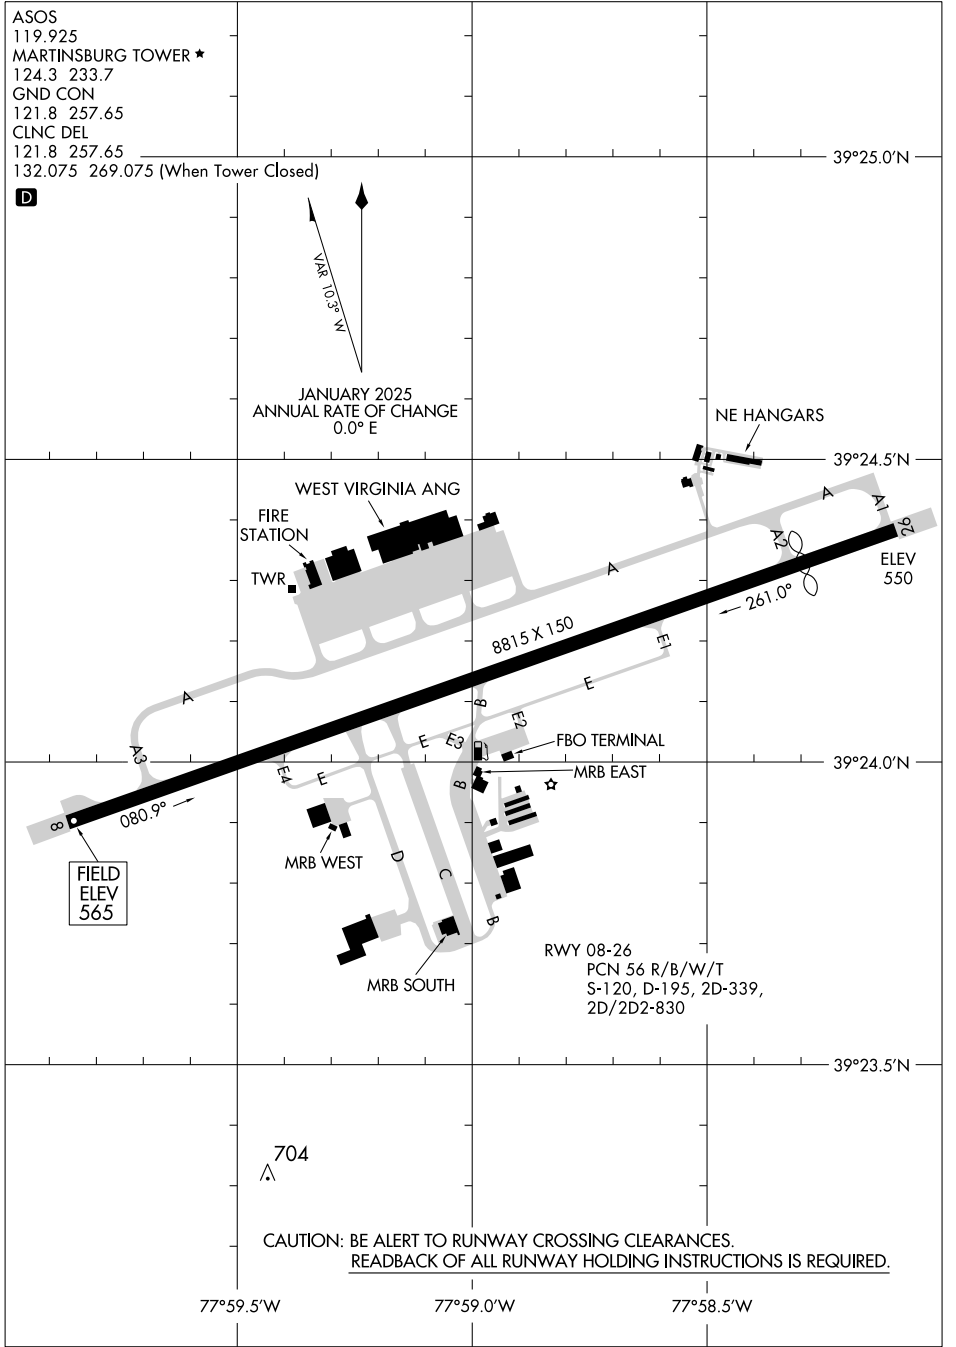 ASOS
119.925
MARTINSBURG TOWER ★
124.3 233.7
GND CON
121.8 257.65
CLNC DEL
121.8 257.65
132.075 269.075 (When Tower Closed)
D
39°25.0'N
VAR 10.3° W
JANUARY 2025
ANNUAL RATE OF CHANGE
0.0° E
NE HANGARS
39°24.5'N
WEST VIRGINIA ANG
FIRE
STATION
TWR
A
A1
26
A2
A
ELEV
550
261.0°
8815 X 150
E1
E
A
B
E2
E
E3
FBO TERMINAL
A3
39°24.0'N
E4
E
B
MRB EAST
080.9°
8
MRB WEST
D
C
FIELD
ELEV
565
B
MRB SOUTH
RWY 08-26
PCN 56 R/B/W/T
S-120, D-195, 2D-339,
2D/2D2-830
39°23.5'N
704
CAUTION: BE ALERT TO RUNWAY CROSSING CLEARANCES.
READBACK OF ALL RUNWAY HOLDING INSTRUCTIONS IS REQUIRED.
77°59.5'W
77°59.0'W
77°58.5'W